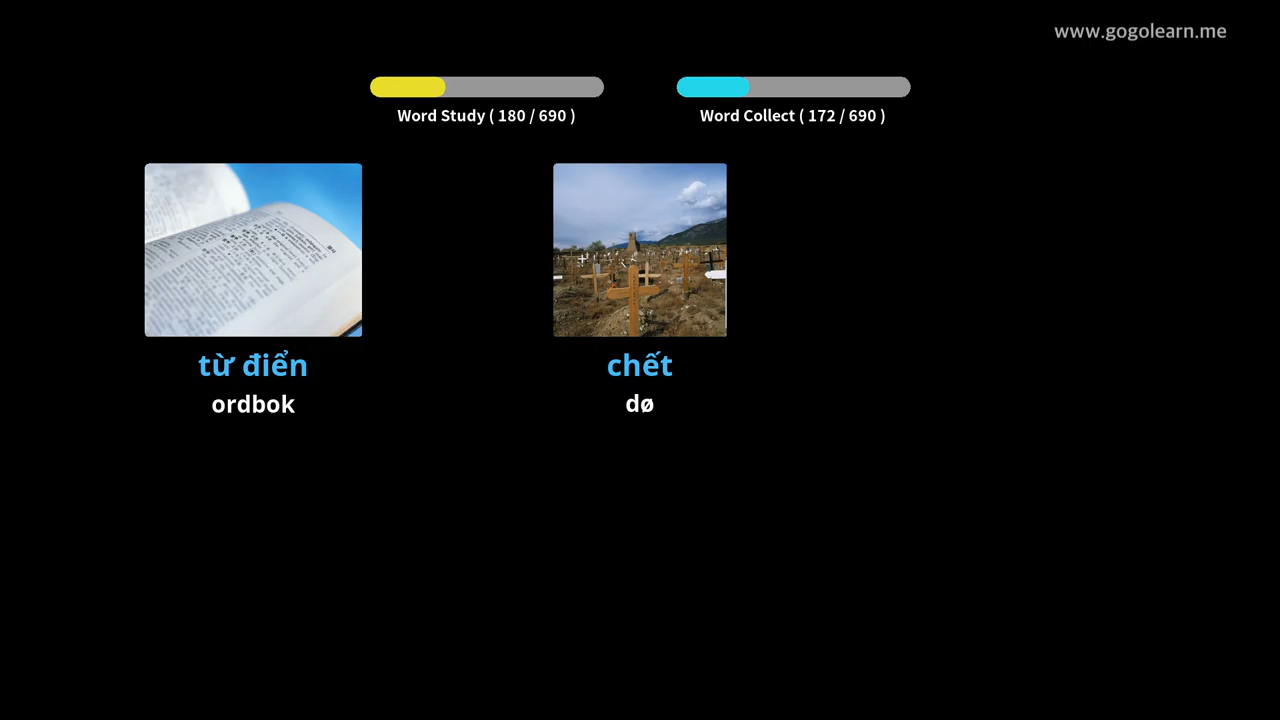 www.gogolearn.me
Word Study ( 180 / 690 )
Word Collect ( 172 / 690 )
từ điển
ordbok
chết
dø